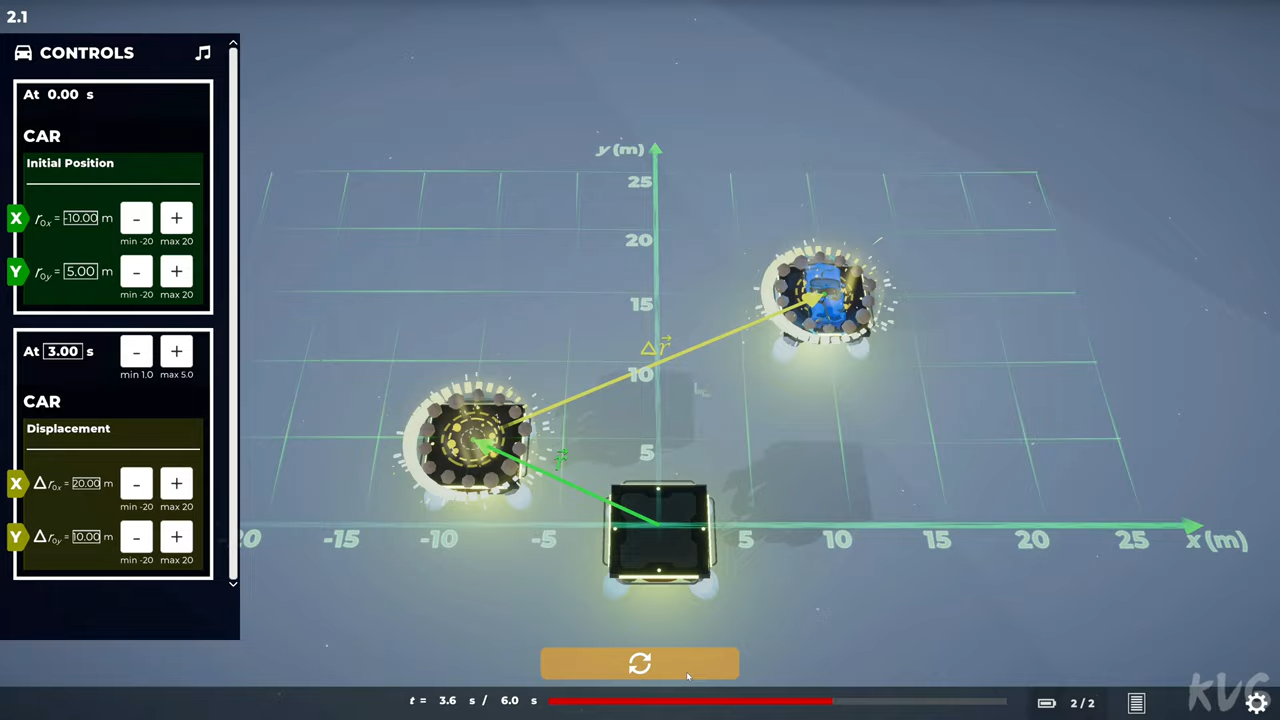 2.1
CONTROLS
At 0.00 s
CAR
Initial Position
X r0x = -10.00 m - +
min -20 max 20
Y r0y = 5.00 m - +
min -20 max 20
At 3.00 s - +
min 1.0 max 5.0
CAR
Displacement
X Δr0x = 20.00 m - +
min -20 max 20
Y Δr0y = 10.00 m - +
min -20 max 20
y (m)
25
20
15
Δr⃗
10
5
r⃗
-15 -10 -5 5 10 15 20 25 x (m)
t = 3.6 s / 6.0 s
2 / 2
KVG